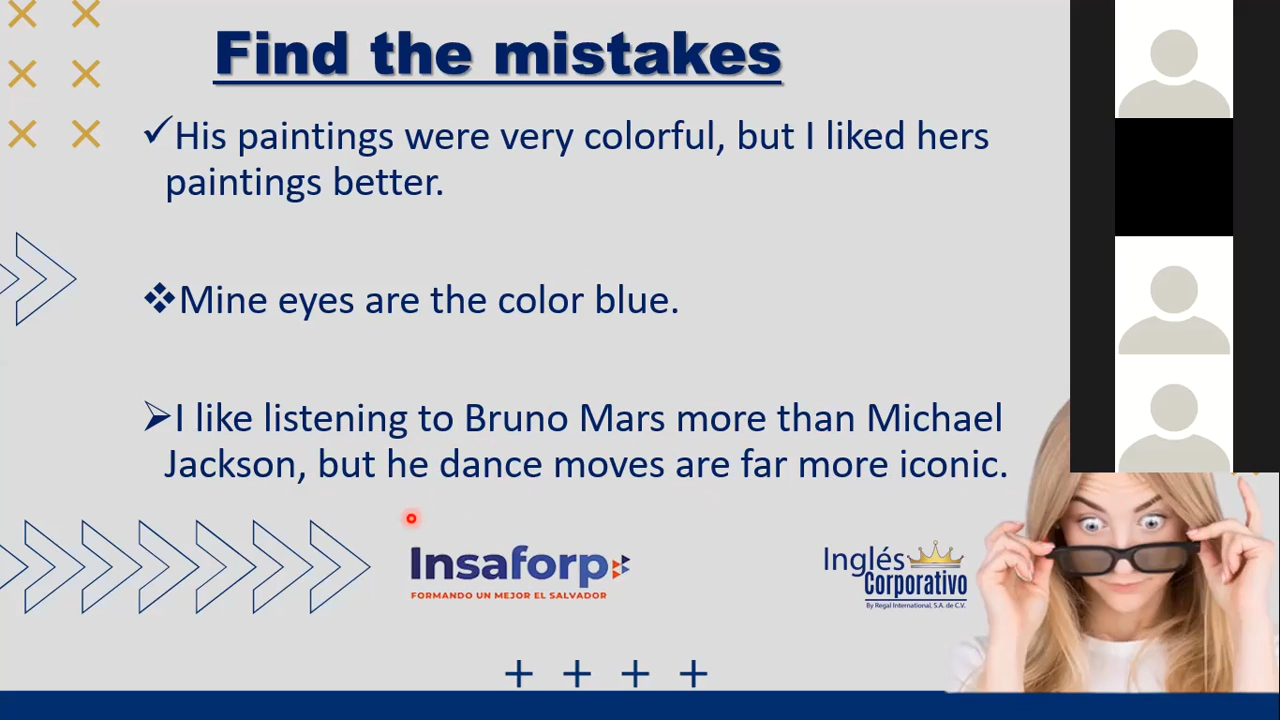 Find the mistakes
His paintings were very colorful, but I liked hers
paintings better.
Mine eyes are the color blue.
I like listening to Bruno Mars more than Michael
Jackson, but he dance moves are far more iconic.
Insaforp
FORMANDO UN MEJOR EL SALVADOR
Inglés
Corporativo
By Regal International, S.A. de C.V.